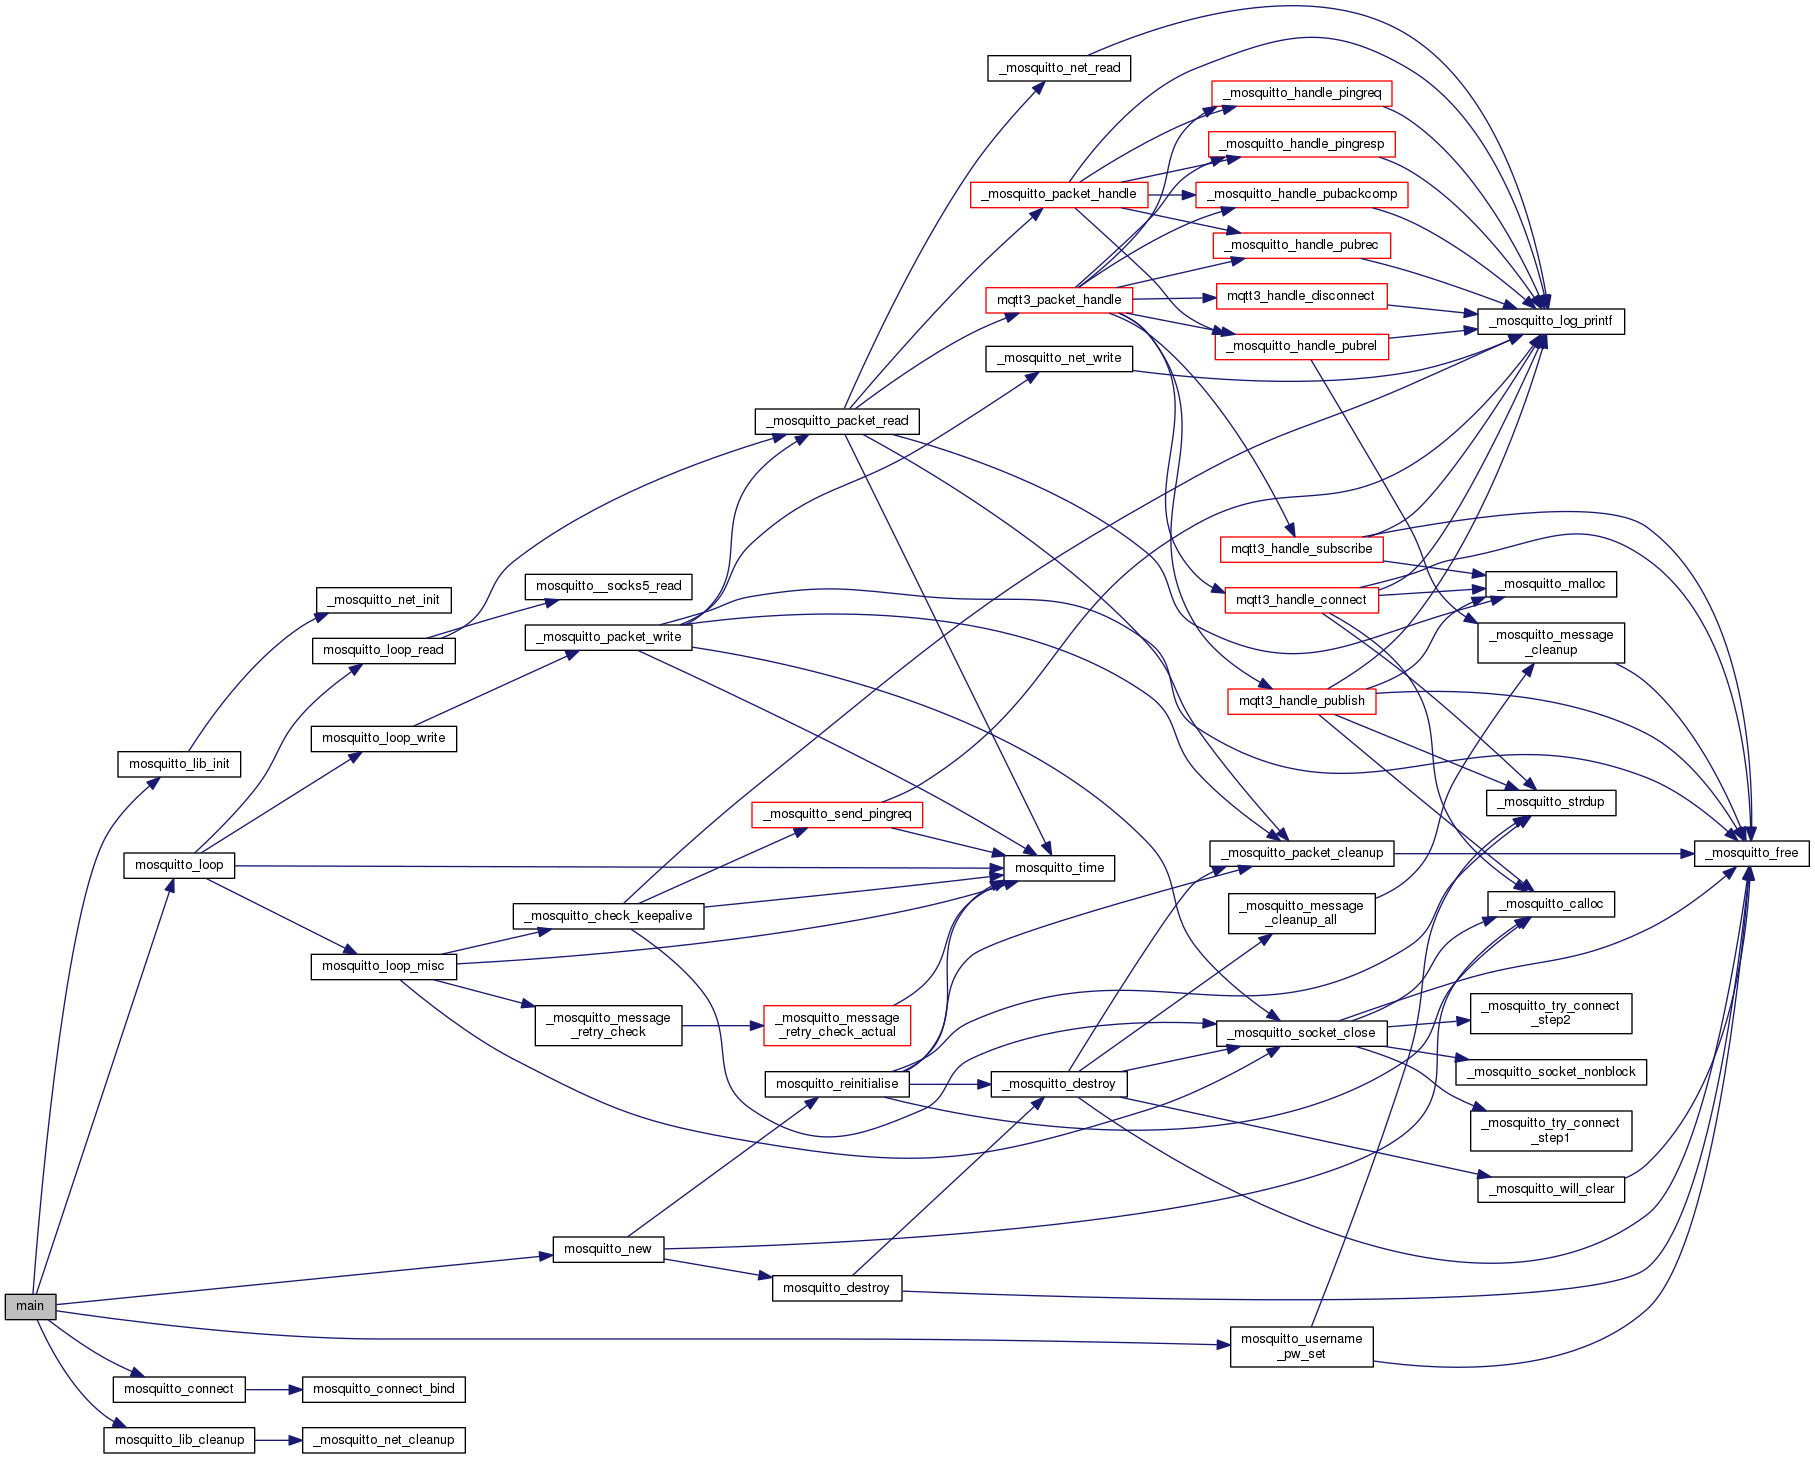 _mosquitto_net_read
_mosquitto_handle_pingreq
_mosquitto_handle_pingresp
_mosquitto_packet_handle
_mosquitto_handle_pubackcomp
_mosquitto_handle_pubrec
mqtt3_packet_handle
mqtt3_handle_disconnect
_mosquitto_log_printf
_mosquitto_handle_pubrel
_mosquitto_net_write
_mosquitto_packet_read
mqtt3_handle_subscribe
_mosquitto_malloc
mosquitto__socks5_read
_mosquitto_net_init
mqtt3_handle_connect
_mosquitto_packet_write
_mosquitto_message
_cleanup
mosquitto_loop_read
mqtt3_handle_publish
mosquitto_loop_write
mosquitto_lib_init
_mosquitto_strdup
_mosquitto_send_pingreq
_mosquitto_packet_cleanup
_mosquitto_free
mosquitto_loop
mosquitto_time
_mosquitto_calloc
_mosquitto_message
_cleanup_all
_mosquitto_check_keepalive
mosquitto_loop_misc
_mosquitto_try_connect
_step2
_mosquitto_message
_retry_check
_mosquitto_message
_retry_check_actual
_mosquitto_socket_close
_mosquitto_socket_nonblock
mosquitto_reinitialise
_mosquitto_destroy
_mosquitto_try_connect
_step1
_mosquitto_will_clear
mosquitto_new
mosquitto_destroy
main
mosquitto_username
_pw_set
mosquitto_connect
mosquitto_connect_bind
mosquitto_lib_cleanup
_mosquitto_net_cleanup